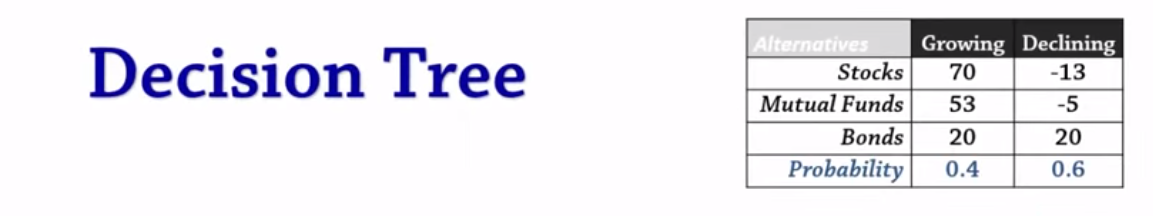 Decision Tree
Alternatives Growing Declining
Stocks 70 -13
Mutual Funds 53 -5
Bonds 20 20
Probability 0.4 0.6